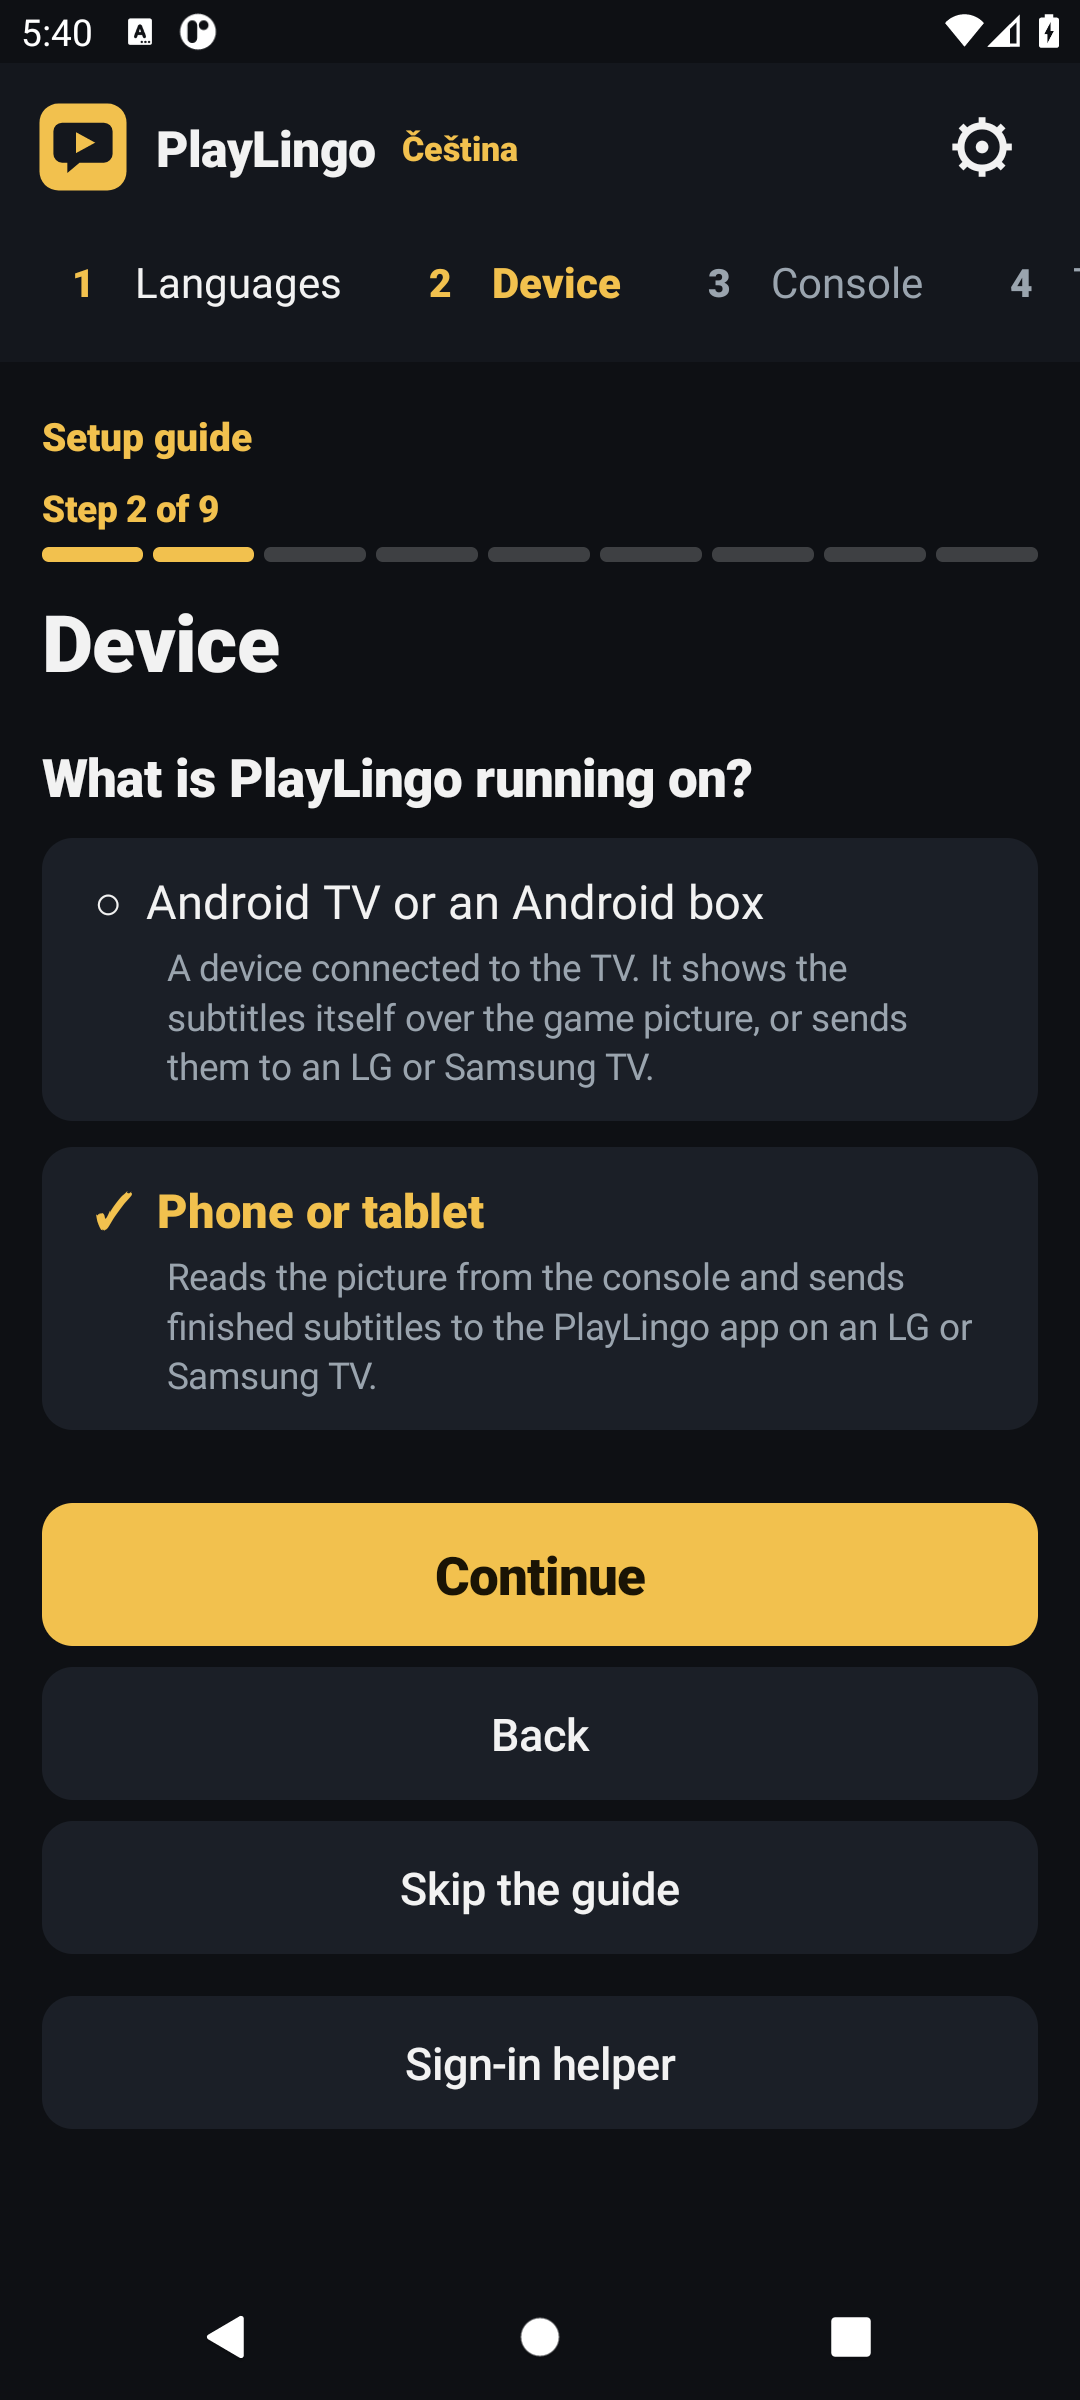 5:40
PlayLingo Čeština
1 Languages 2 Device 3 Console 4
Setup guide
Step 2 of 9
Device
What is PlayLingo running on?
○ Android TV or an Android box
A device connected to the TV. It shows the
subtitles itself over the game picture, or sends
them to an LG or Samsung TV.
✓ Phone or tablet
Reads the picture from the console and sends
finished subtitles to the PlayLingo app on an LG or
Samsung TV.
Continue
Back
Skip the guide
Sign-in helper